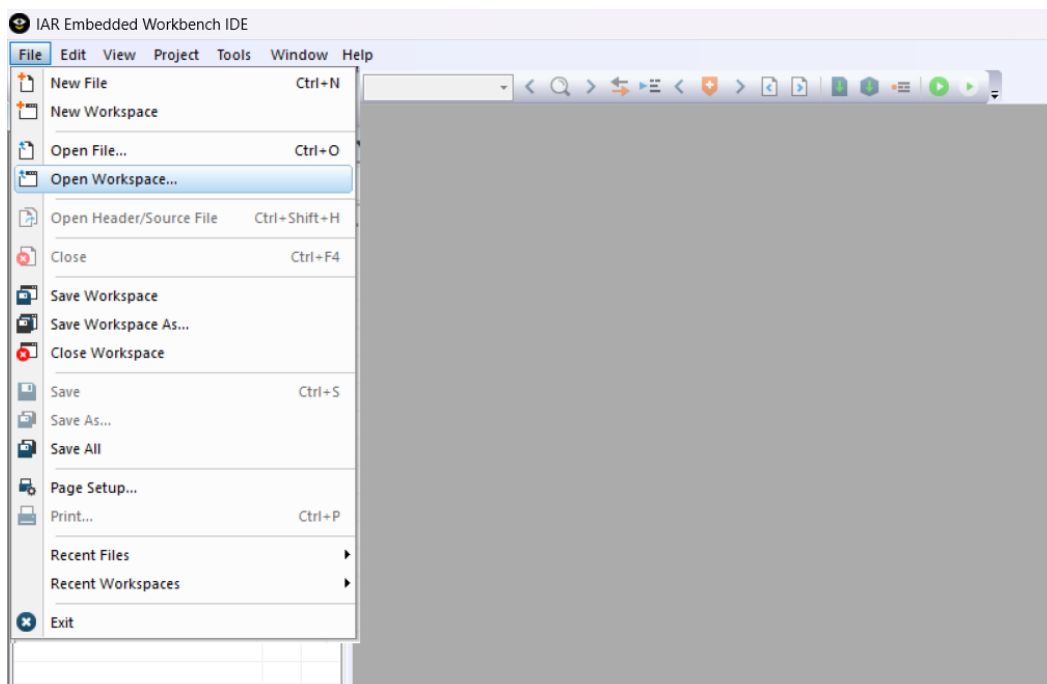 IAR Embedded Workbench IDE
File Edit View Project Tools Window Help
New File Ctrl+N
New Workspace
Open File... Ctrl+O
Open Workspace...
Open Header/Source File Ctrl+Shift+H
Close Ctrl+F4
Save Workspace
Save Workspace As...
Close Workspace
Save Ctrl+S
Save As...
Save All
Page Setup...
Print... Ctrl+P
Recent Files
Recent Workspaces
Exit